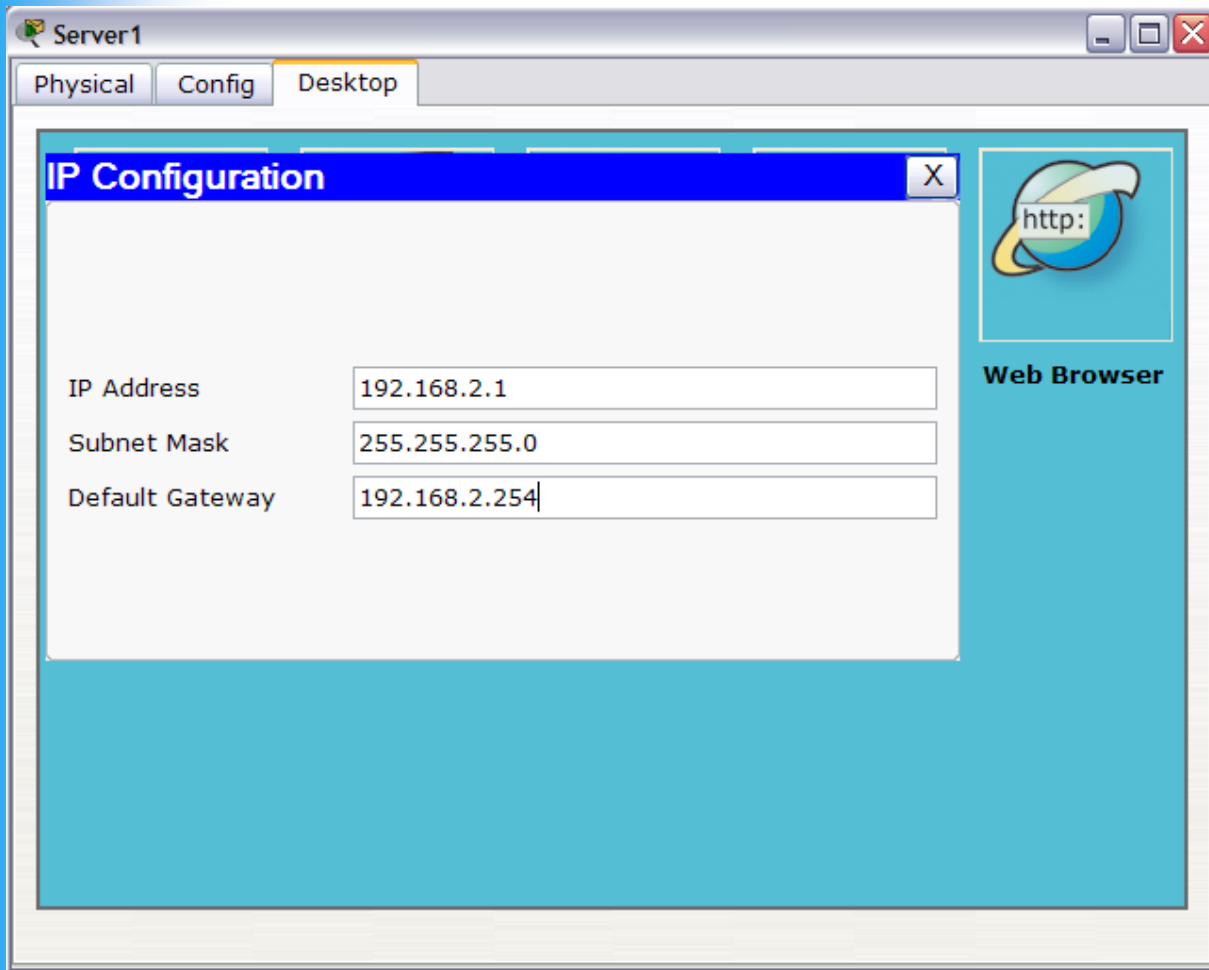 Server1
Physical Config Desktop
IP Configuration X
http:
IP Address 192.168.2.1
Web Browser
Subnet Mask 255.255.255.0
Default Gateway 192.168.2.254